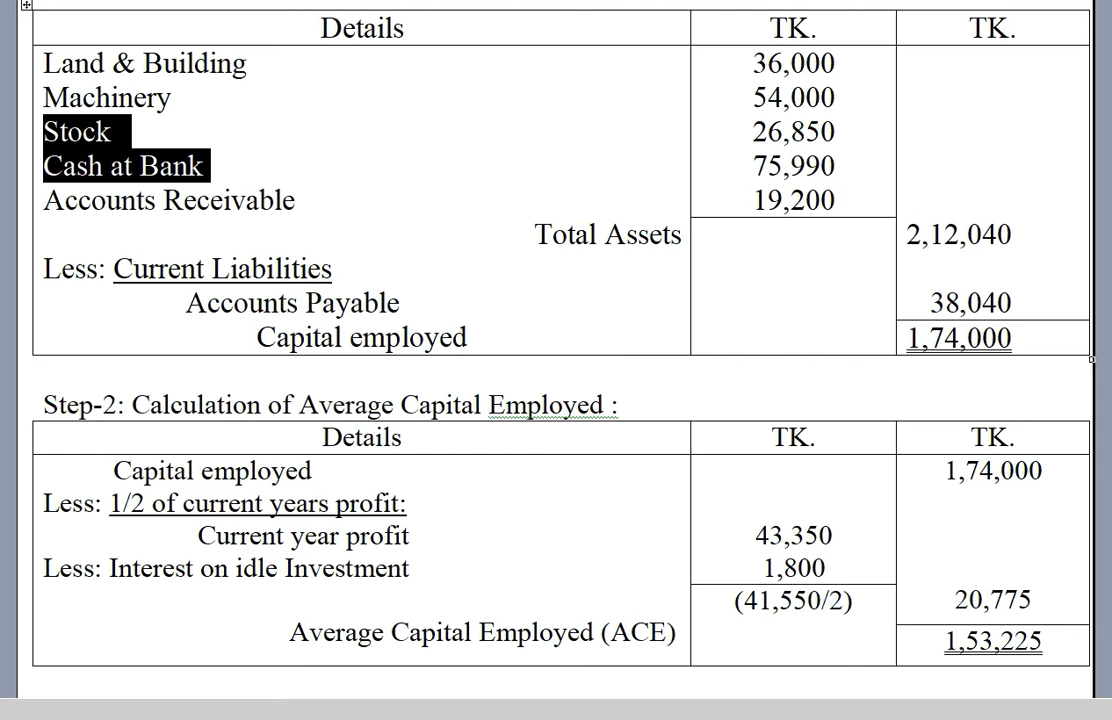 Details TK. TK.
Land & Building 36,000
Machinery 54,000
Stock 26,850
Cash at Bank 75,990
Accounts Receivable 19,200
Total Assets 2,12,040
Less: Current Liabilities
Accounts Payable 38,040
Capital employed 1,74,000
Step-2: Calculation of Average Capital Employed :
Details TK. TK.
Capital employed 1,74,000
Less: 1/2 of current years profit:
Current year profit 43,350
Less: Interest on idle Investment 1,800
(41,550/2) 20,775
Average Capital Employed (ACE) 1,53,225